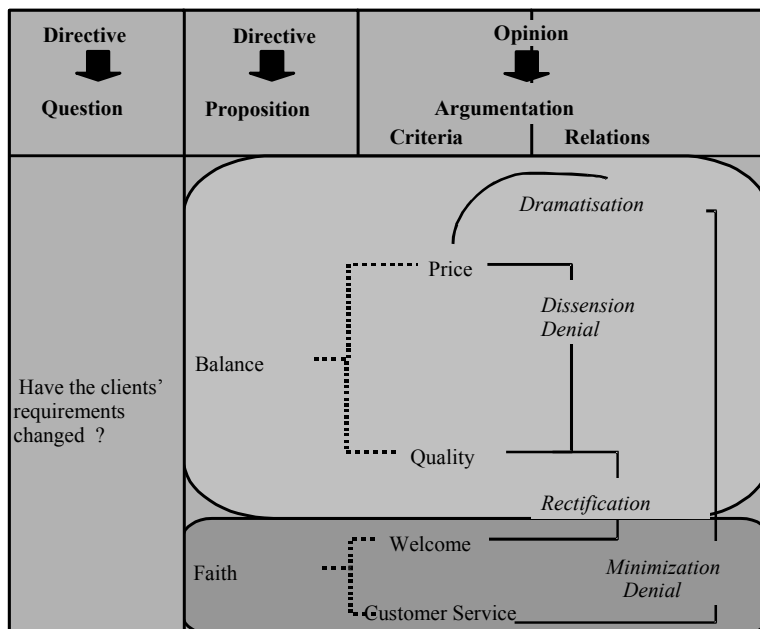 Directive
Directive
Opinion
Question
Proposition
Argumentation
Criteria
Relations
Dramatisation
Price
Dissension
Denial
Balance
Have the clients’
requirements
changed ?
Quality
Rectification
Welcome
Faith
Minimization
Denial
Customer Service